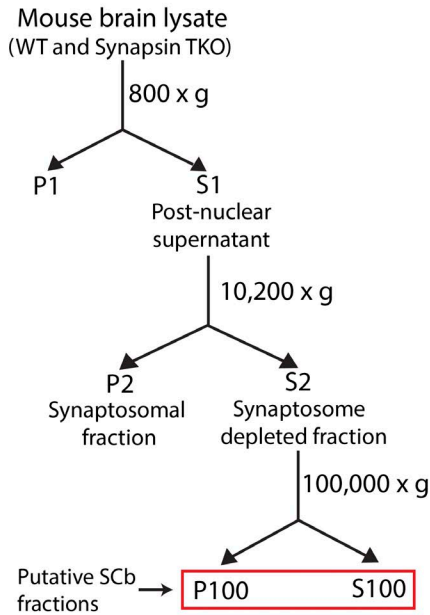 Mouse brain lysate
(WT and Synapsin TKO)
800 x g
P1
S1
Post-nuclear
supernatant
10,200 x g
P2
S2
Synaptosomal
fraction
Synaptosome
depleted fraction
100,000 x g
Putative SCb
fractions
P100
S100